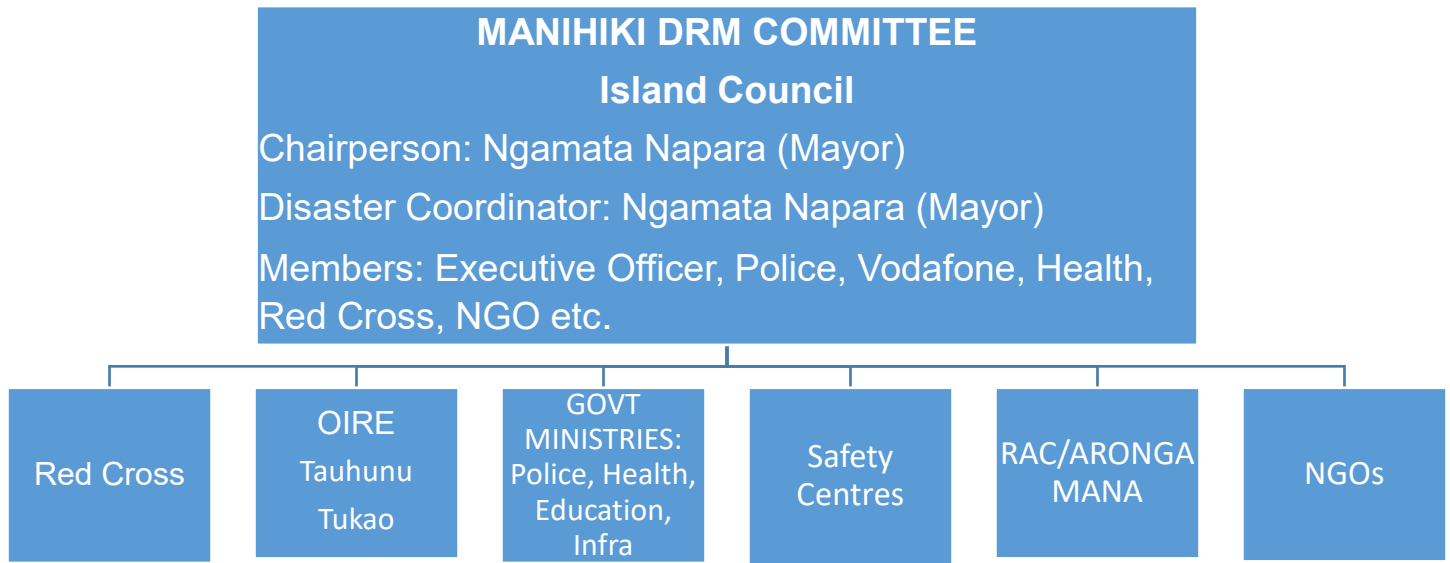 MANIHIKI DRM COMMITTEE
Island Council
Chairperson: Ngamata Napara (Mayor)
Disaster Coordinator: Ngamata Napara (Mayor)
Members: Executive Officer, Police, Vodafone, Health,
Red Cross, NGO etc.
Red Cross
OIRE
Tauhunu
Tukao
GOVT
MINISTRIES:
Police, Health,
Education,
Infra
Safety
Centres
RAC/ARONGA
MANA
NGOs